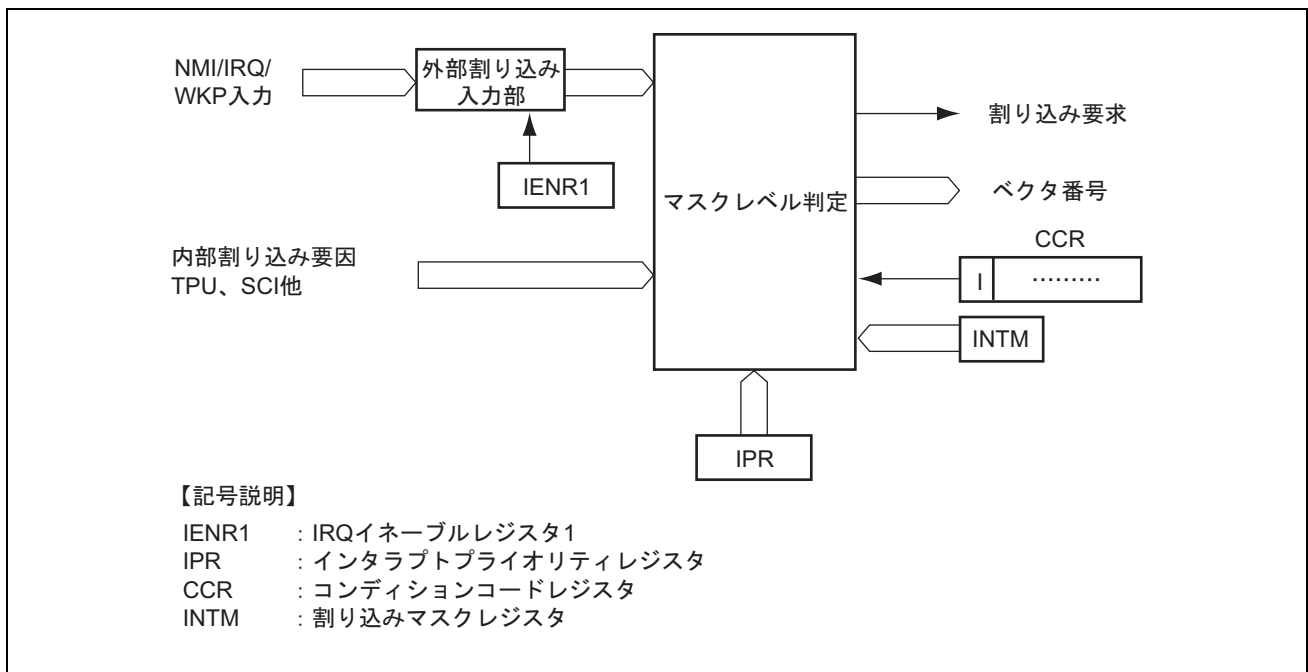 NMI/IRQ/
WKP入力
外部割り込み
入力部
IENR1
内部割り込み要因
TPU、SCI他
マスクレベル判定
割り込み要求
ベクタ番号
CCR
I ………
INTM
IPR
【記号説明】
IENR1 : IRQイネーブルレジスタ1
IPR : インタラプトプライオリティレジスタ
CCR : コンディションコードレジスタ
INTM : 割り込みマスクレジスタ